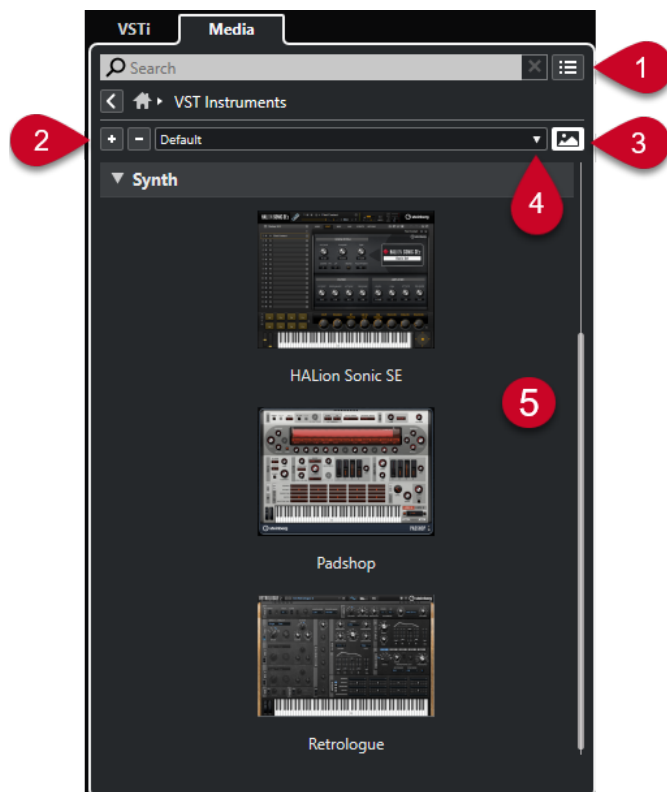 VSTi Media
Search
1
VST Instruments
2
Default
3
4
Synth
HALion Sonic SE
5
Padshop
Retrologue